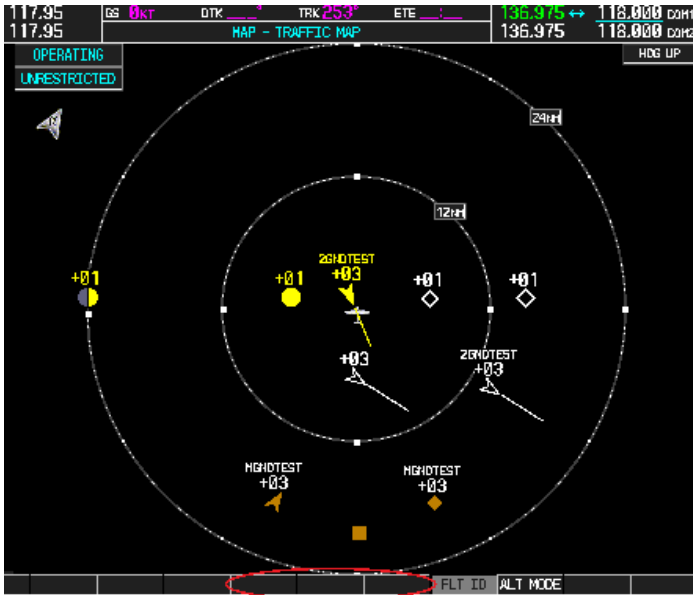 117.95 GS 0KT DTK ___° TRK 253° ETE __:__ 136.975 ↔ 118.000 COM1
117.95 MAP - TRAFFIC MAP 136.975 118.000 COM2
OPERATING
UNRESTRICTED
HDG UP
N
24NM
12NM
2GNDTEST
+03
+01
+01
+01
+01
+03
2GNDTEST
+03
MGNDTEST
+03
MGNDTEST
+03
FLT ID ALT MODE